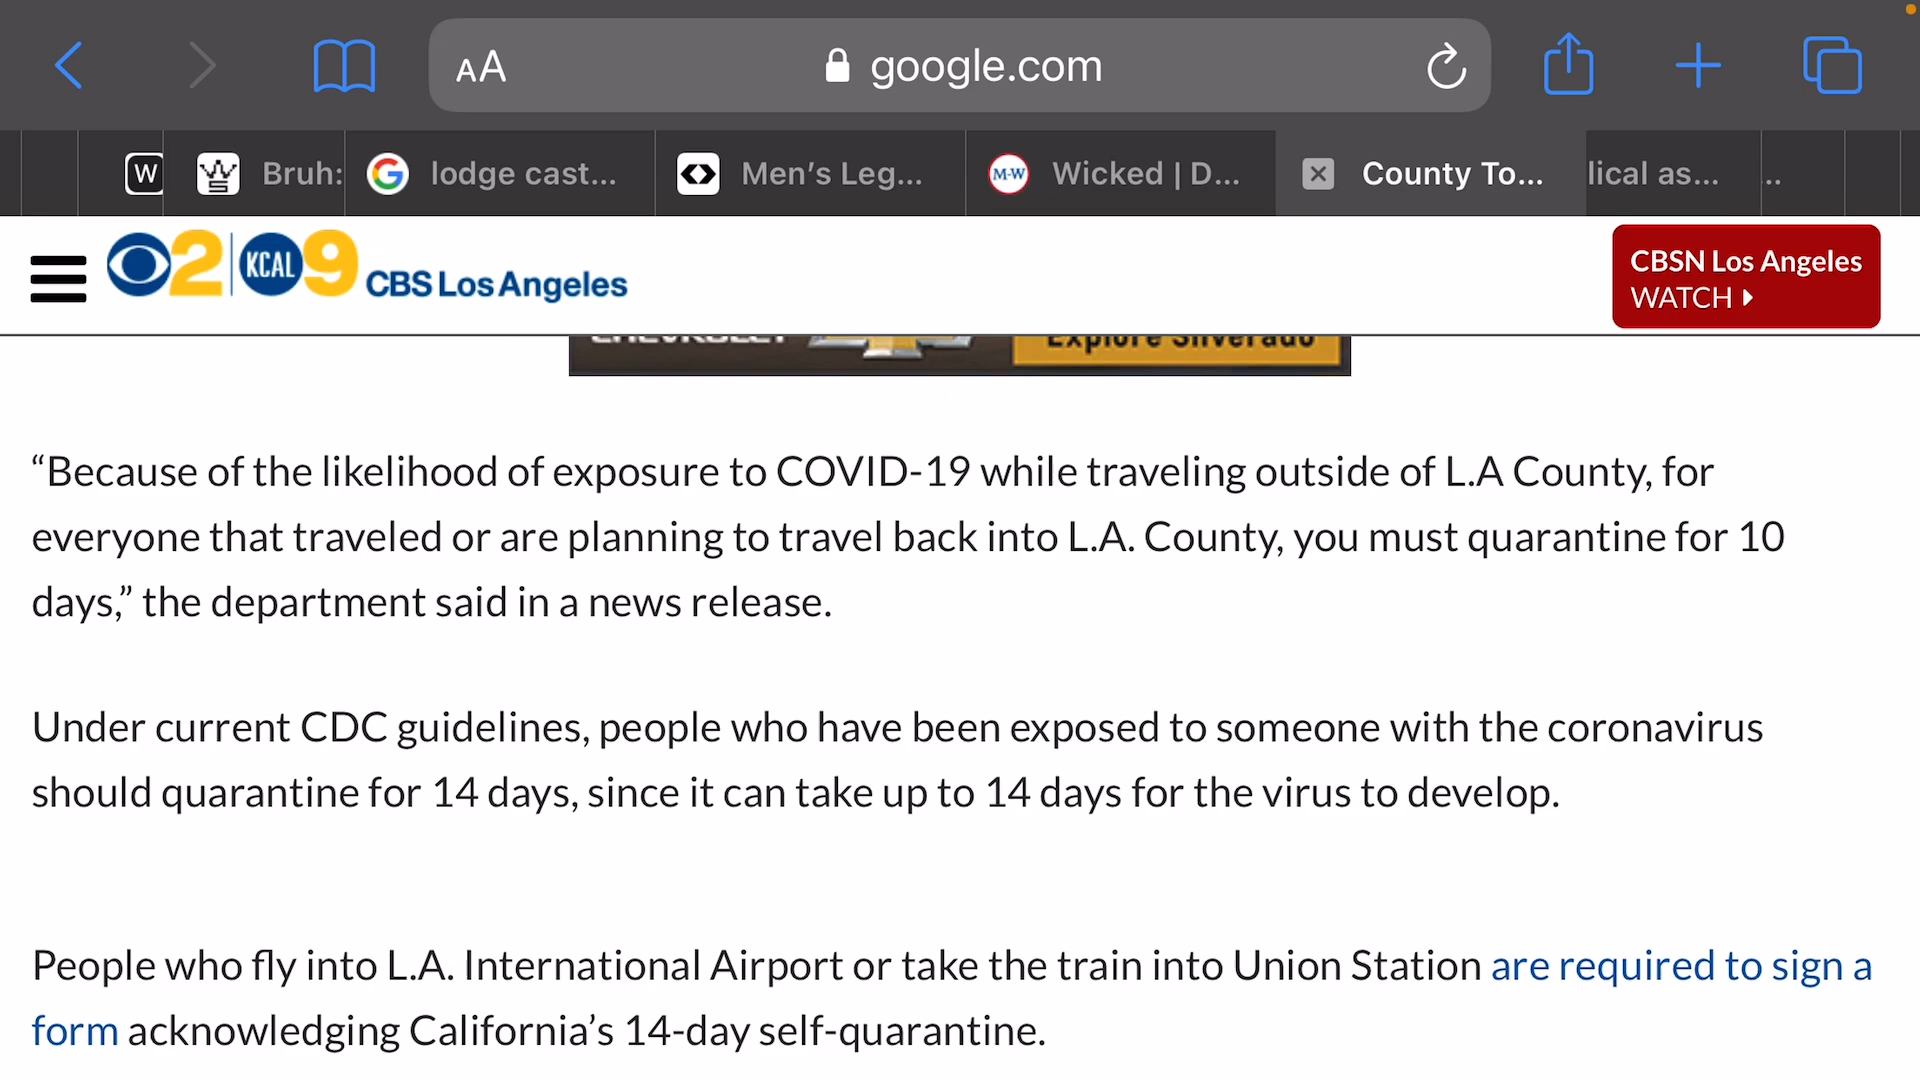 AA google.com
W Bruh: lodge cast... Men's Leg... M-W Wicked | D... County To... lical as... ..
2 KCAL 9 CBS Los Angeles
CBSN Los Angeles
WATCH
CHEVROLET Explore Silverado
“Because of the likelihood of exposure to COVID-19 while traveling outside of L.A County, for
everyone that traveled or are planning to travel back into L.A. County, you must quarantine for 10
days,” the department said in a news release.
Under current CDC guidelines, people who have been exposed to someone with the coronavirus
should quarantine for 14 days, since it can take up to 14 days for the virus to develop.
People who fly into L.A. International Airport or take the train into Union Station are required to sign a
form acknowledging California’s 14-day self-quarantine.